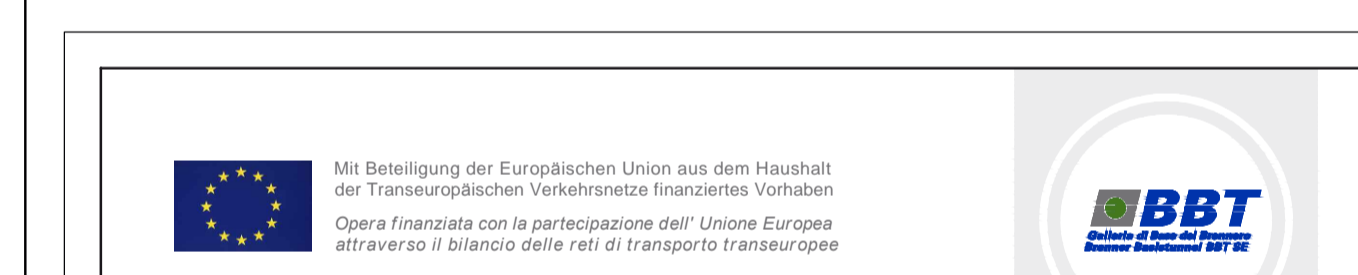 Mit Beteiligung der Europäischen Union aus dem Haushalt
der Transeuropäischen Verkehrsnetze finanziertes Vorhaben
Opera finanziata con la partecipazione dell' Unione Europea
attraverso il bilancio delle reti di transporto transeuropee
BBT
Galleria di Base del Brennero
Brenner Basistunnel BBT SE